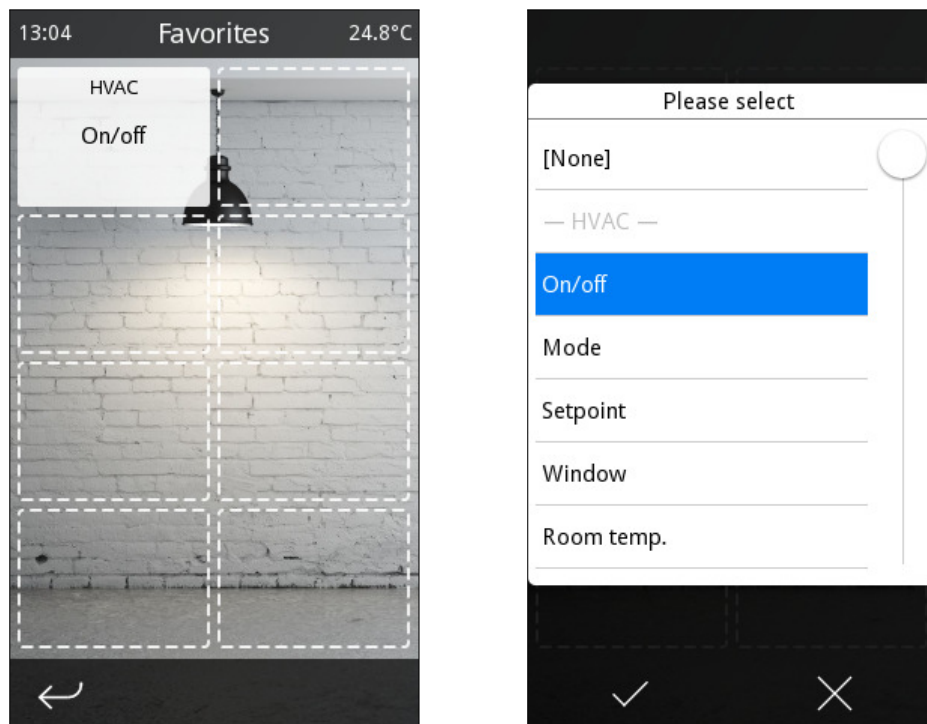 13:04 Favorites 24.8°C
HVAC
On/off
Please select
[None]
— HVAC —
On/off
Mode
Setpoint
Window
Room temp.